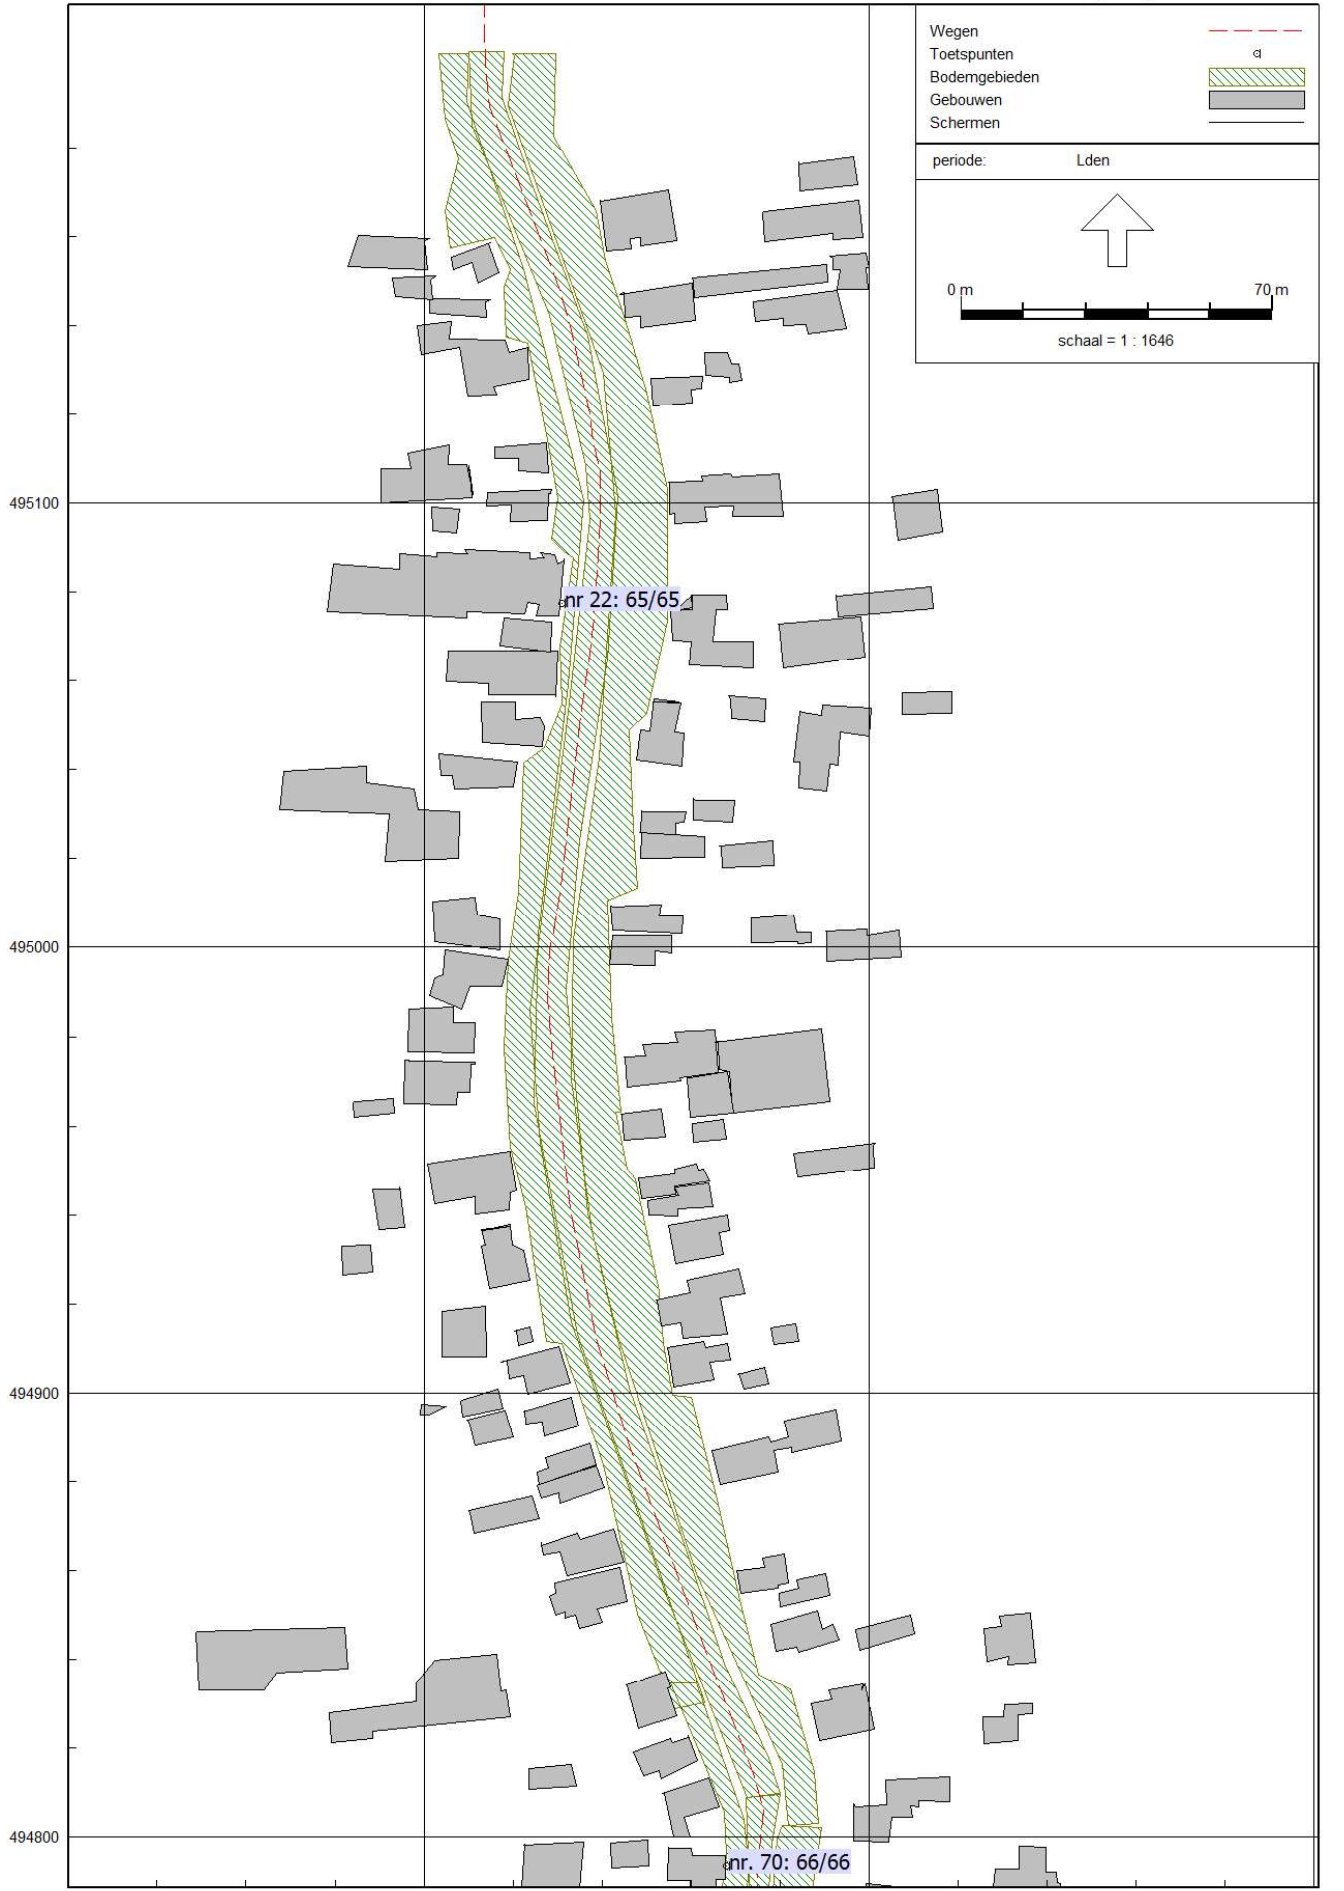 Wegen
Toetspunten
Bodemgebieden
Gebouwen
Schermen
periode: Lden
0 m 70 m
schaal = 1 : 1646
495100
nr 22: 65/65
495000
494900
494800
nr. 70: 66/66